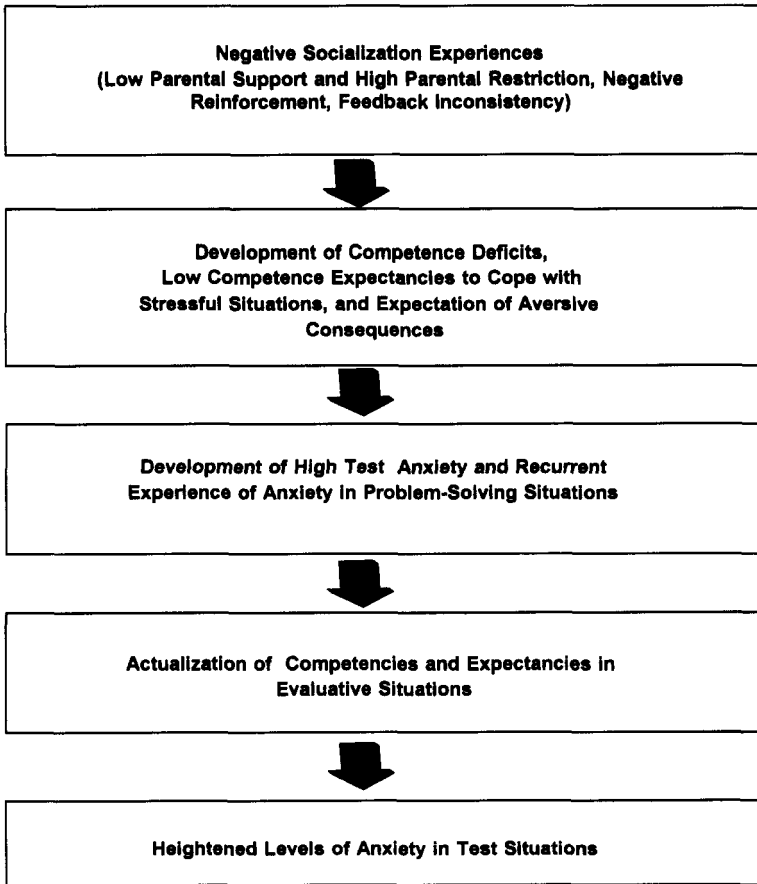 Negative Socialization Experiences
(Low Parental Support and High Parental Restriction, Negative
Reinforcement, Feedback Inconsistency)
Development of Competence Deficits,
Low Competence Expectancies to Cope with
Stressful Situations, and Expectation of Aversive
Consequences
Development of High Test Anxiety and Recurrent
Experience of Anxiety in Problem-Solving Situations
Actualization of Competencies and Expectancies in
Evaluative Situations
Heightened Levels of Anxiety in Test Situations